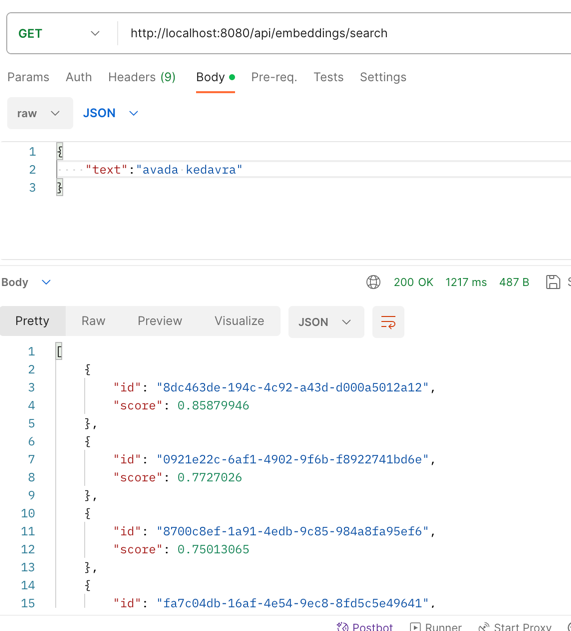 GET http://localhost:8080/api/embeddings/search
Params Auth Headers (9) Body Pre-req. Tests Settings
raw JSON
1 {
2 ····"text":"avada·kedavra"
3 }
Body 200 OK 1217 ms 487 B
Pretty Raw Preview Visualize JSON
1 [
2 {
3 "id": "8dc463de-194c-4c92-a43d-d000a5012a12",
4 "score": 0.85879946
5 },
6 {
7 "id": "0921e22c-6af1-4902-9f6b-f8922741bd6e",
8 "score": 0.7727026
9 },
10 {
11 "id": "8700c8ef-1a91-4edb-9c85-984a8fa95ef6",
12 "score": 0.75013065
13 },
14 {
15 "id": "fa7c04db-16af-4e54-9ec8-8fd5c5e49641",
Postbot Runner Start Proxy